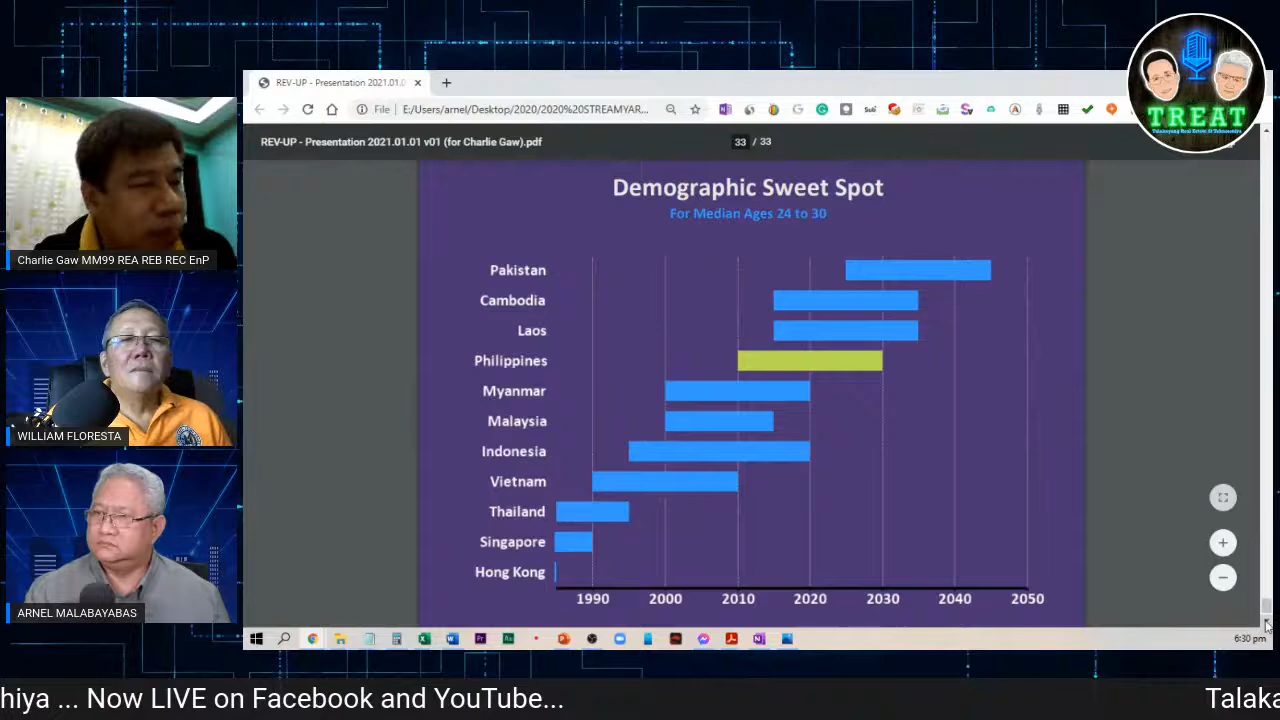 REV-UP - Presentation 2021.01.0
File
E:/Users/arnel/Desktop/2020/2020%20STREAMYAR...
REV-UP - Presentation 2021.01.01 v01 (for Charlie Gaw).pdf
33 / 33
TREAT
Demographic Sweet Spot
For Median Ages 24 to 30
Pakistan
Cambodia
Laos
Philippines
Myanmar
Malaysia
Indonesia
Vietnam
Thailand
Singapore
Hong Kong
1990 2000 2010 2020 2030 2040 2050
Charlie Gaw MM99 REA REB REC EnP
WILLIAM FLORESTA
ARNEL MALABAYABAS
6:30 pm
hiya ... Now LIVE on Facebook and YouTube...
Talaka